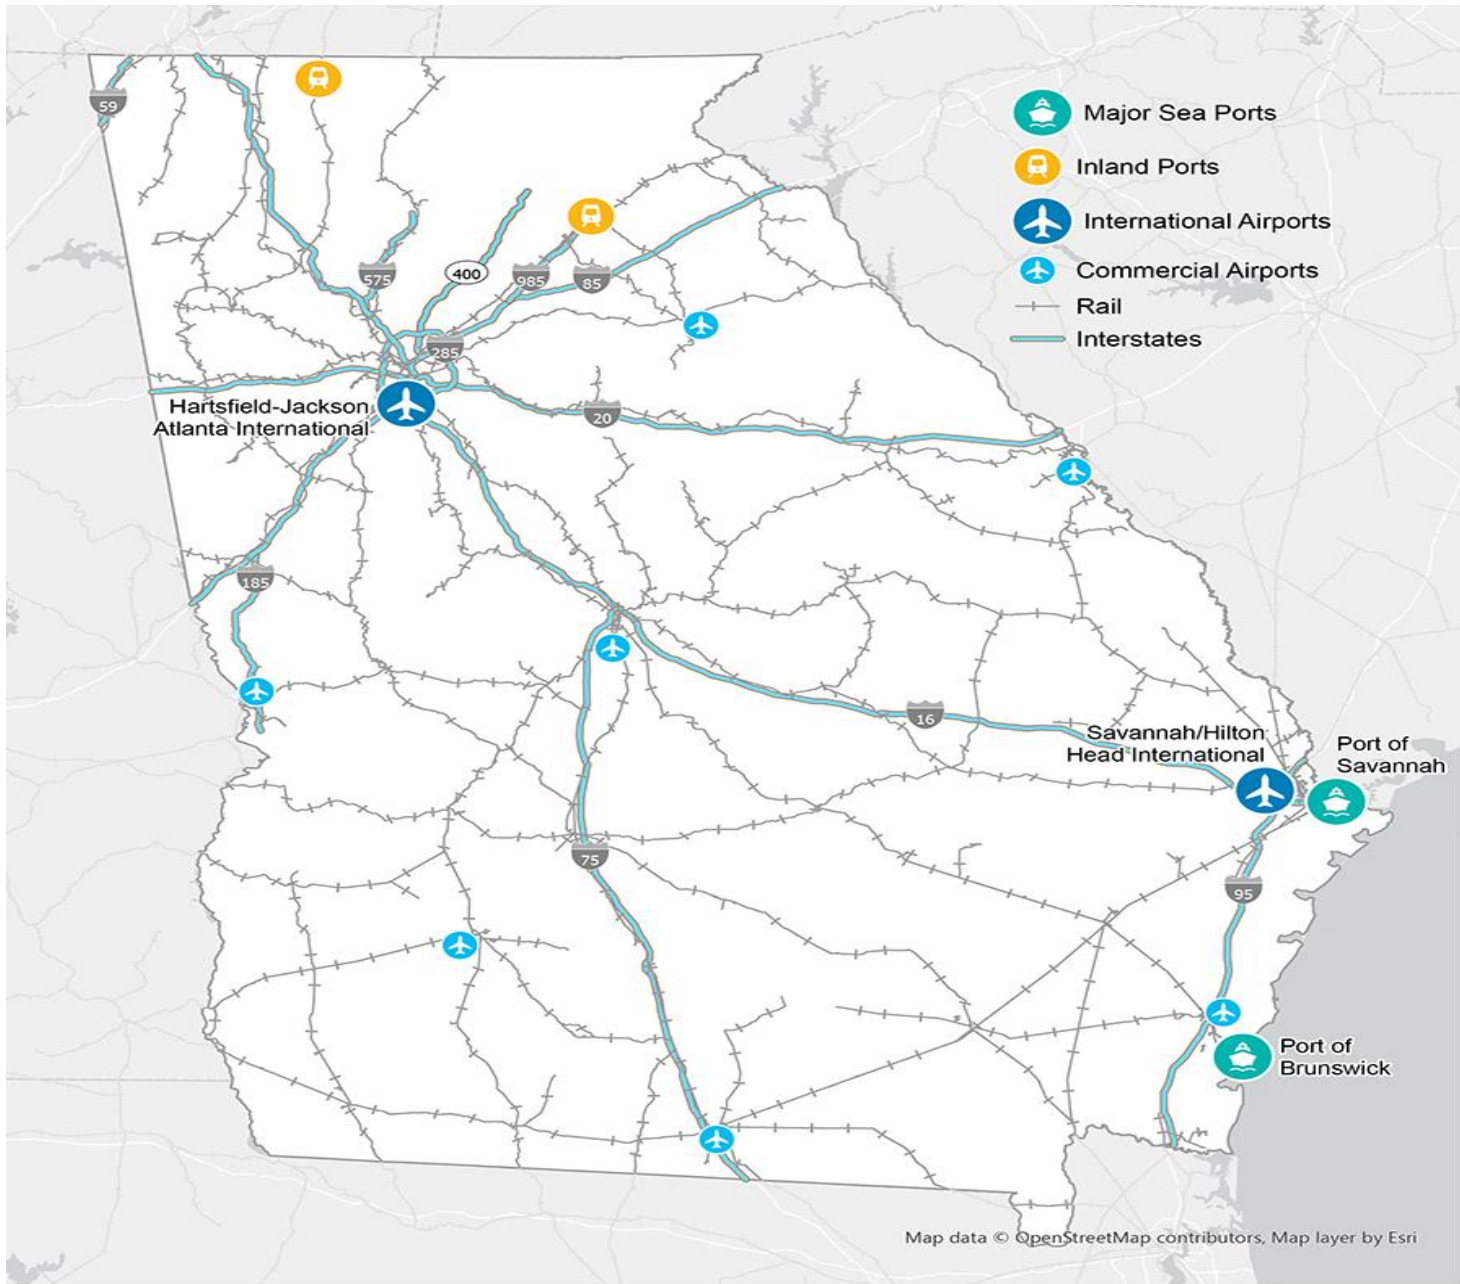 59
Major Sea Ports
Inland Ports
International Airports
Commercial Airports
Rail
Interstates
575
400
985
85
285
Hartsfield-Jackson
Atlanta International
20
185
16
Savannah/Hilton
Head International
Port of
Savannah
75
95
Port of
Brunswick
Map data © OpenStreetMap contributors, Map layer by Esri